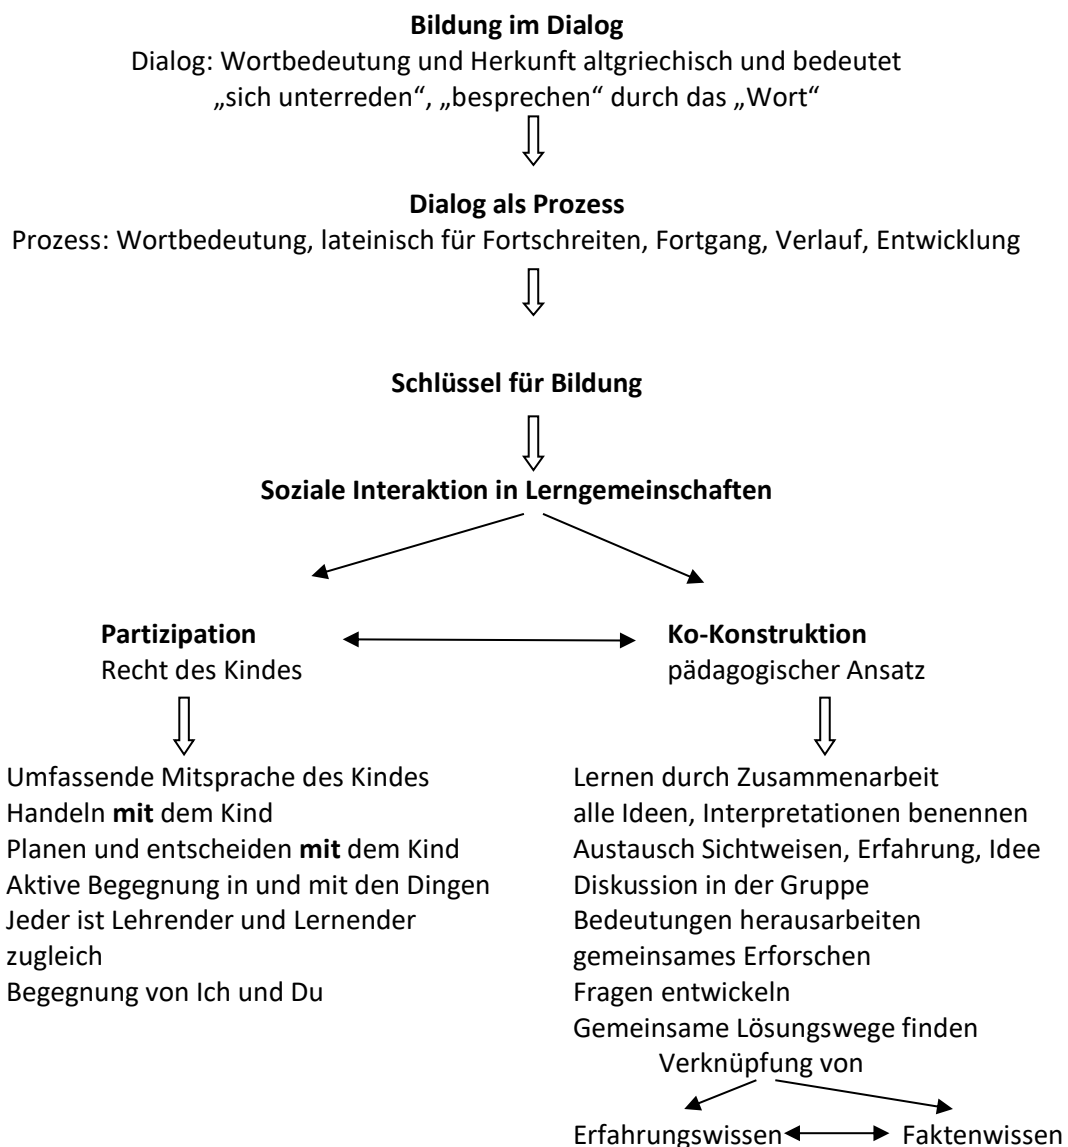 Bildung im Dialog
Dialog: Wortbedeutung und Herkunft altgriechisch und bedeutet
„sich unterreden“, „besprechen“ durch das „Wort“
Dialog als Prozess
Prozess: Wortbedeutung, lateinisch für Fortschreiten, Fortgang, Verlauf, Entwicklung
Schlüssel für Bildung
Soziale Interaktion in Lerngemeinschaften
Partizipation
Recht des Kindes
Ko-Konstruktion
pädagogischer Ansatz
Umfassende Mitsprache des Kindes
Handeln mit dem Kind
Planen und entscheiden mit dem Kind
Aktive Begegnung in und mit den Dingen
Jeder ist Lehrender und Lernender
zugleich
Begegnung von Ich und Du
Lernen durch Zusammenarbeit
alle Ideen, Interpretationen benennen
Austausch Sichtweisen, Erfahrung, Idee
Diskussion in der Gruppe
Bedeutungen herausarbeiten
gemeinsames Erforschen
Fragen entwickeln
Gemeinsame Lösungswege finden
Verknüpfung von
Erfahrungswissen
Faktenwissen